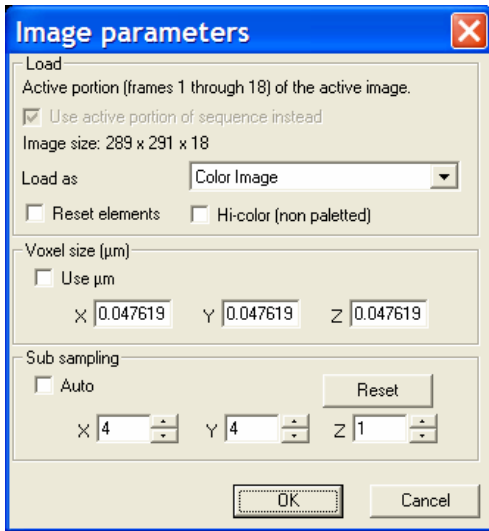 Image parameters
Load
Active portion (frames 1 through 18) of the active image.
Use active portion of sequence instead
Image size: 289 x 291 x 18
Load as Color Image
Reset elements Hi-color (non paletted)
Voxel size (µm)
Use µm
X 0.047619 Y 0.047619 Z 0.047619
Sub sampling
Auto Reset
X 4 Y 4 Z 1
OK Cancel